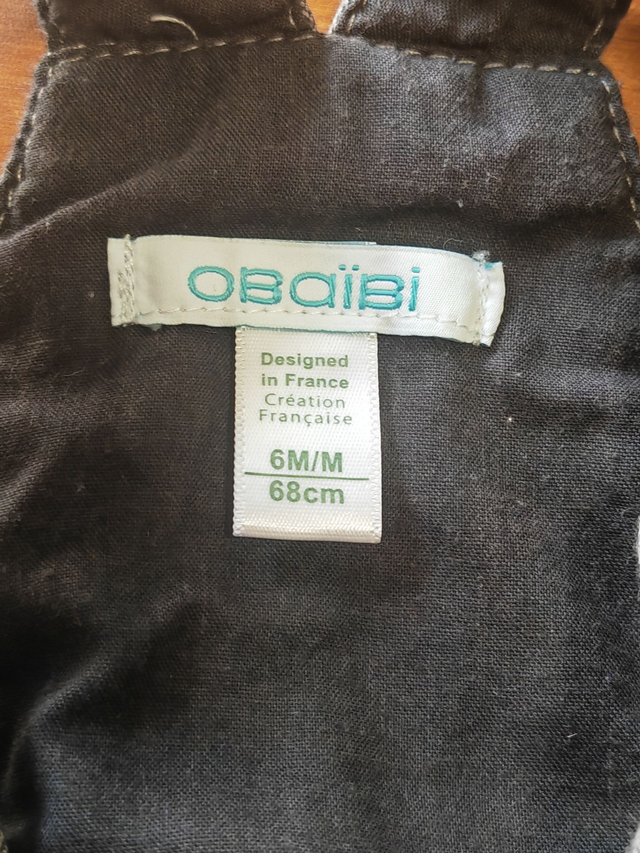 OBaïBi
Designed
in France
Création
Française
6M/M
68cm